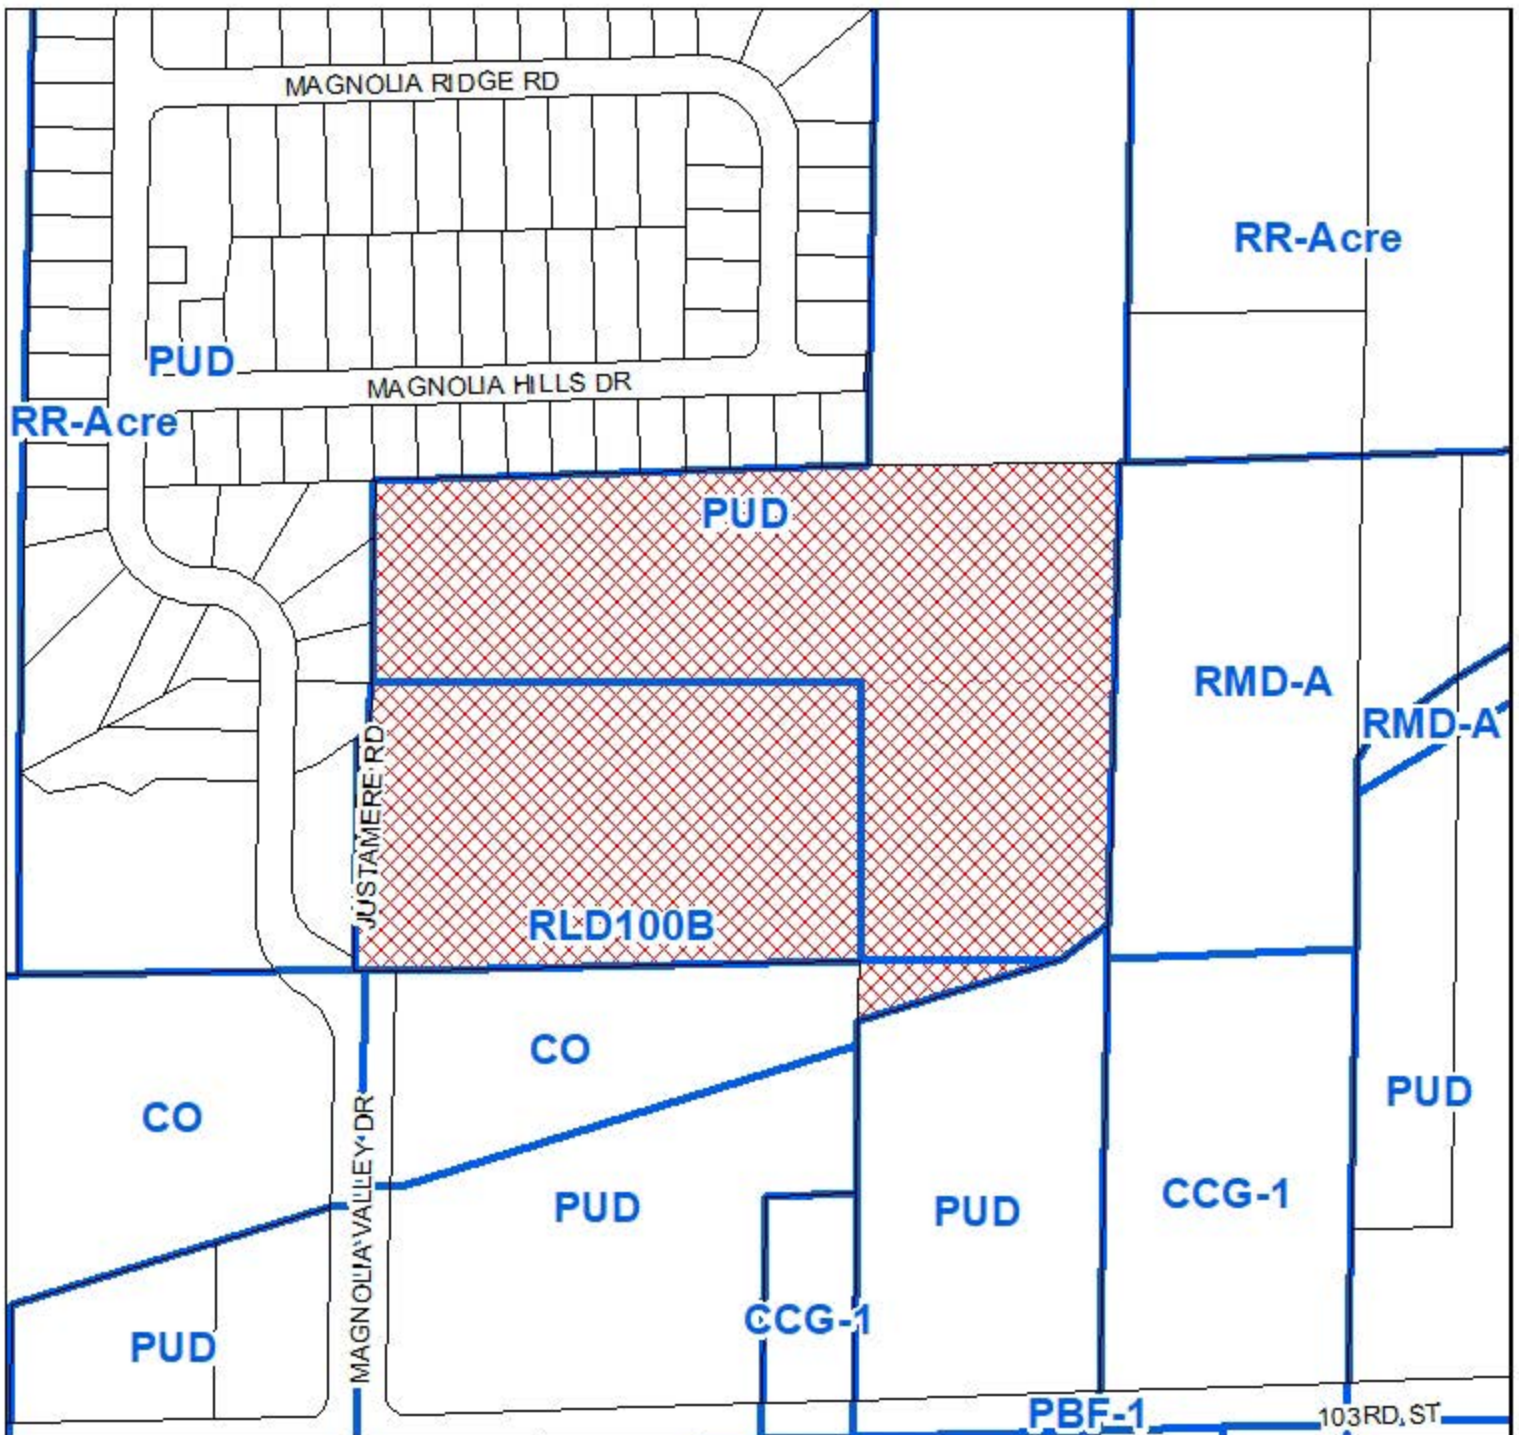 MAGNOLIA RIDGE RD
RR-Acre
PUD
MAGNOLIA HILLS DR
RR-Acre
PUD
RMD-A
RMD-A
JUSTAMERE RD
RLD100B
CO
CO
PUD
MAGNOLIA VALLEY DR
PUD
PUD
CCG-1
CCG-1
PUD
PBF-1
103RD ST